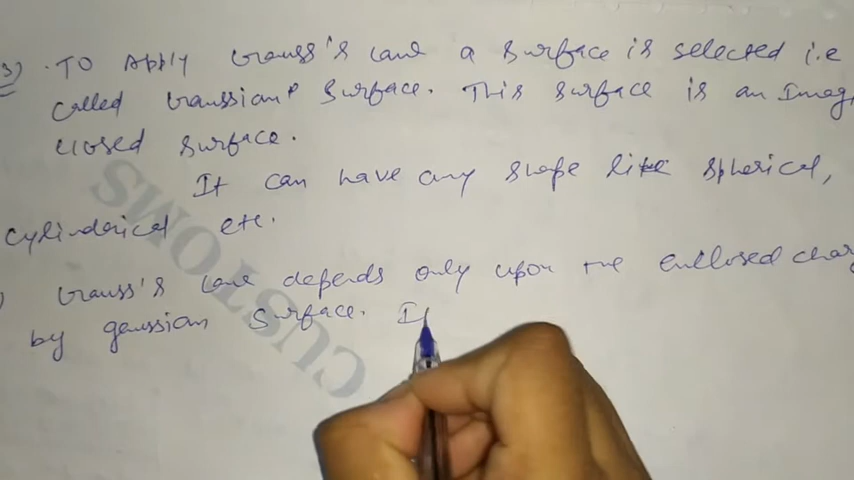 3) . To Apply Gauss's law a surface is selected i.e
called Gaussian surface. This surface is an Imag
closed surface.
It can have any shape like spherical,
cylinderical etc.
) Gauss's law depends only upon the enclosed char
by gaussian surface. It
CUSTOMS